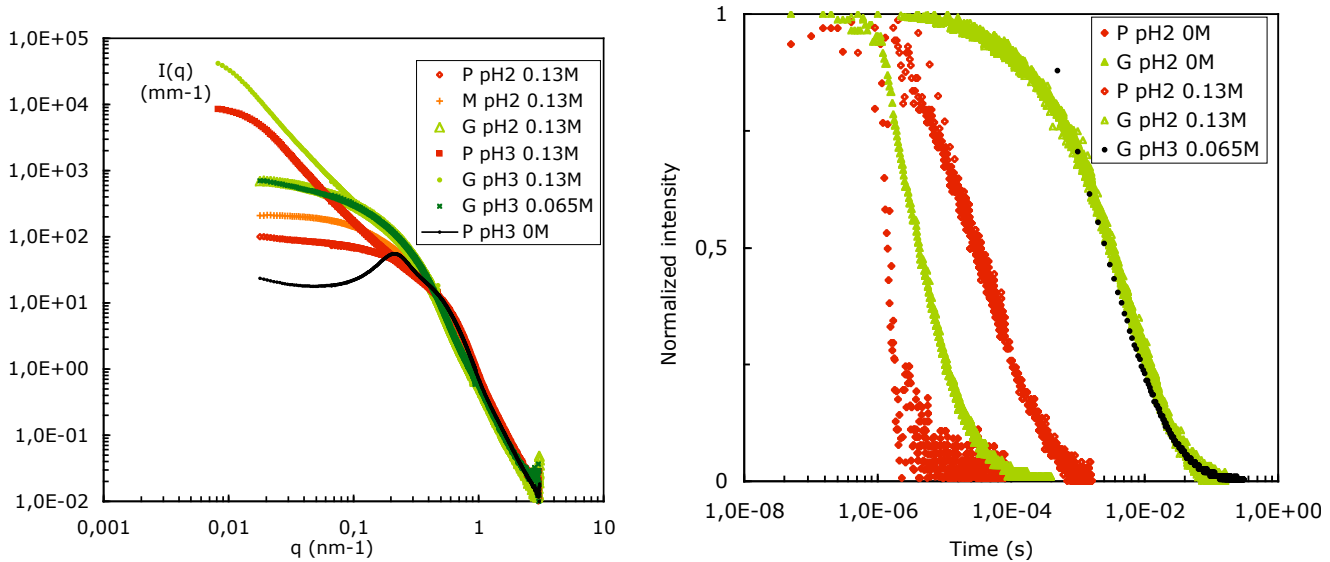 1,0E+05
1,0E+04
1,0E+03
1,0E+02
1,0E+01
1,0E+00
1,0E-01
1,0E-02
I(q)
(mm-1)
P pH2 0.13M
M pH2 0.13M
G pH2 0.13M
P pH3 0.13M
G pH3 0.13M
G pH3 0.065M
P pH3 0M
0,001
0,01
0,1
1
10
q (nm-1)
Normalized intensity
1
0,5
0
P pH2 0M
G pH2 0M
P pH2 0.13M
G pH2 0.13M
G pH3 0.065M
1,0E-08
1,0E-06
1,0E-04
1,0E-02
1,0E+00
Time (s)